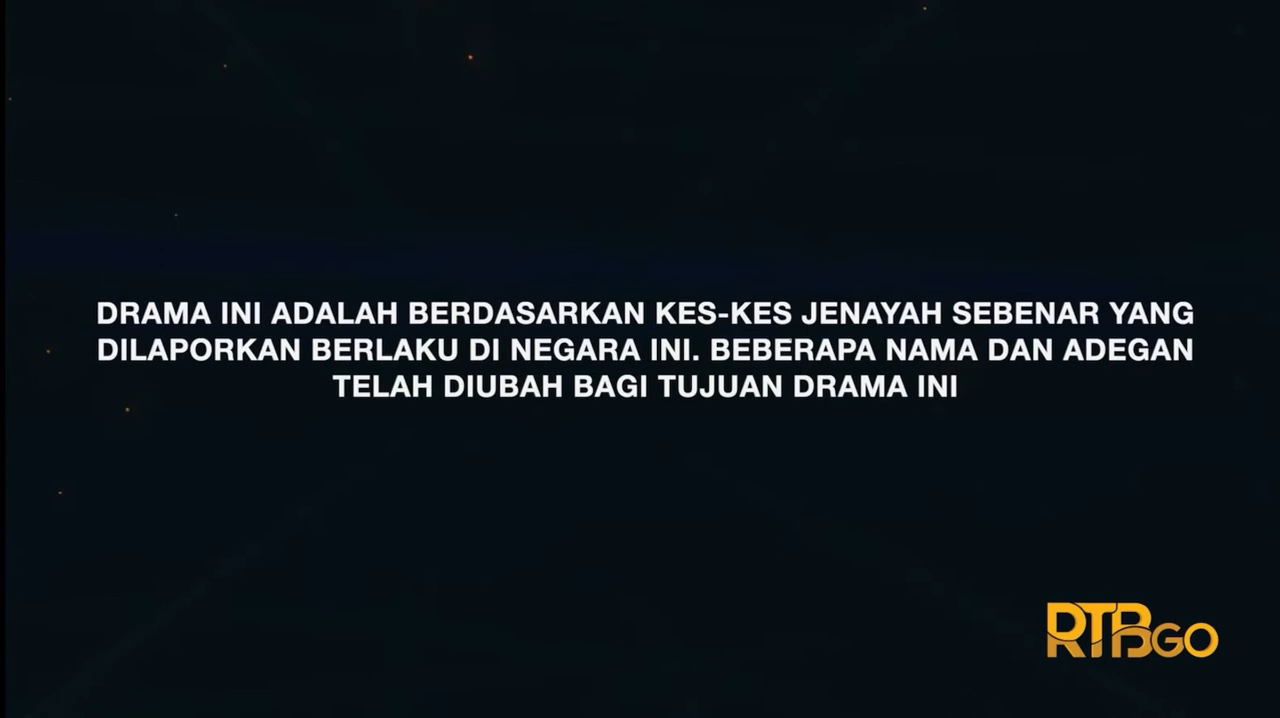 DRAMA INI ADALAH BERDASARKAN KES-KES JENAYAH SEBENAR YANG
DILAPORKAN BERLAKU DI NEGARA INI. BEBERAPA NAMA DAN ADEGAN
TELAH DIUBAH BAGI TUJUAN DRAMA INI
RTBGO